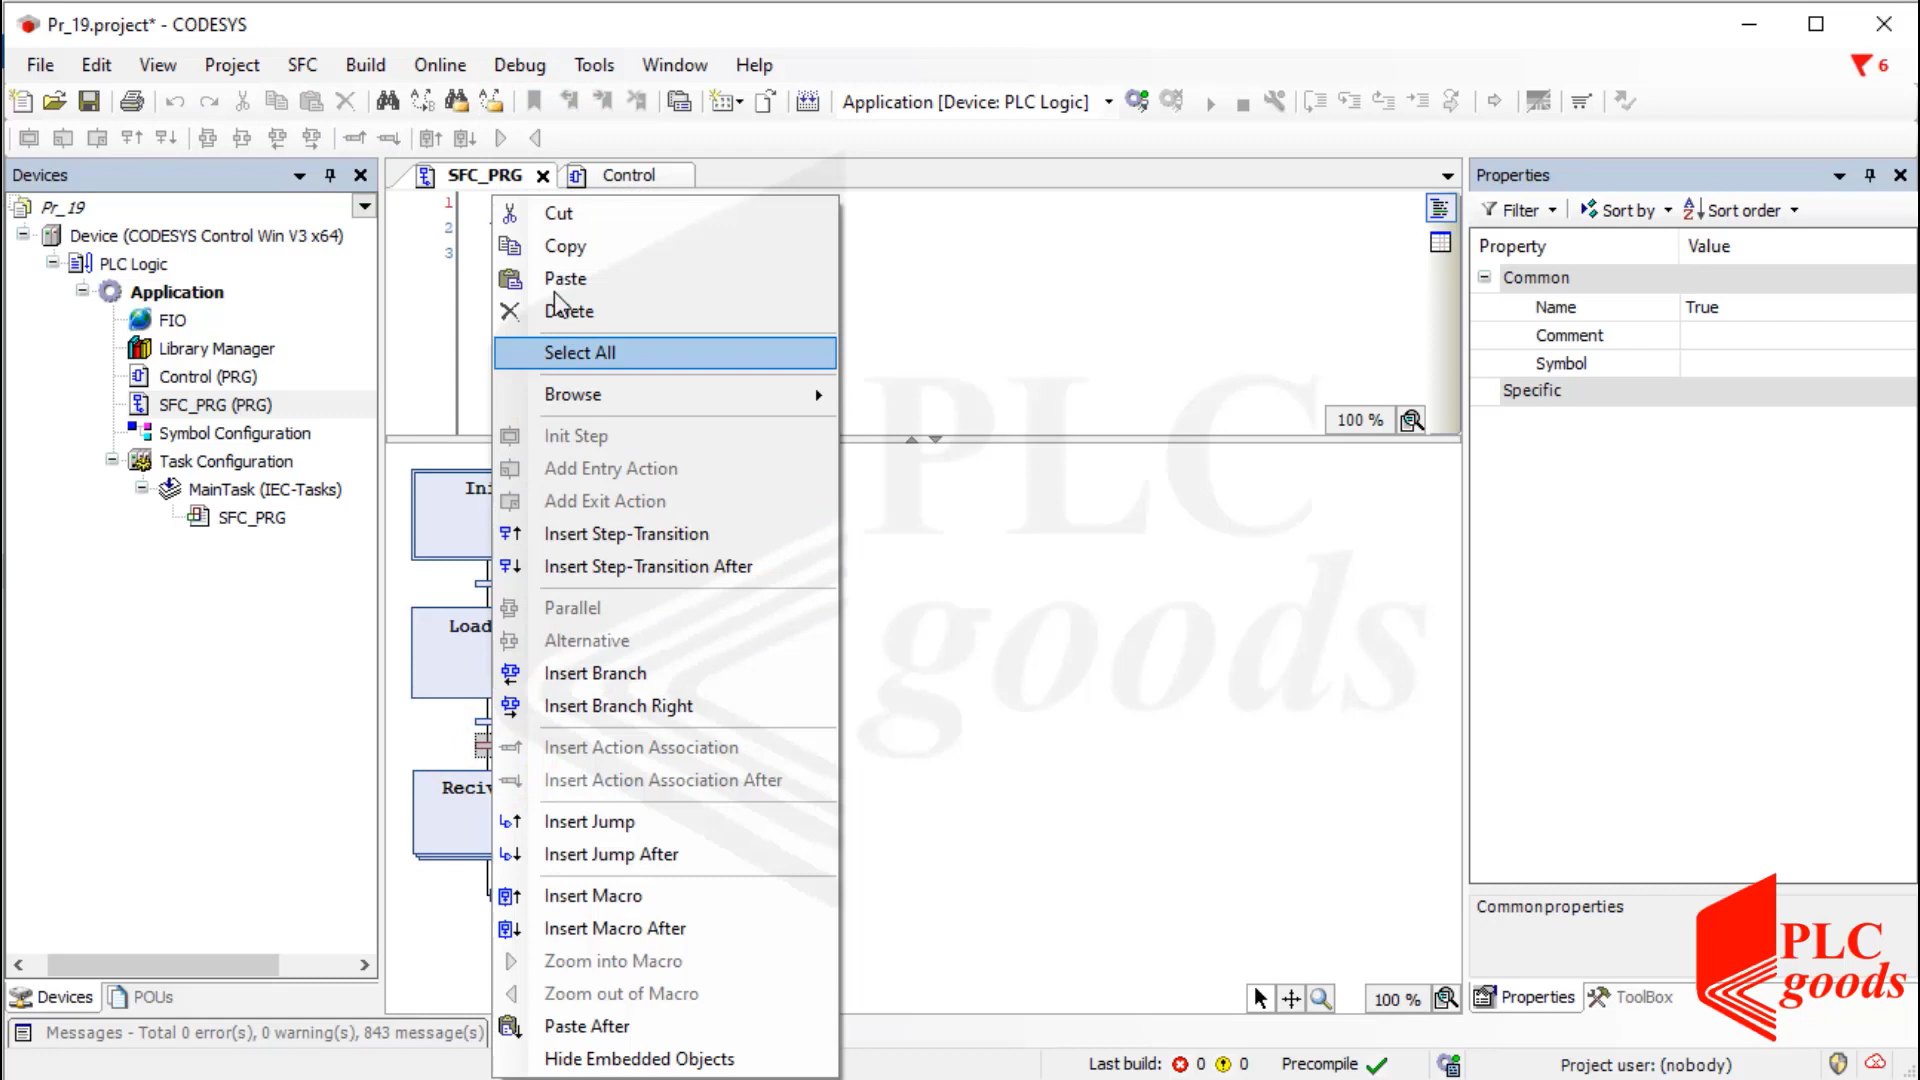 Pr_19.project* - CODESYS
File Edit View Project SFC Build Online Debug Tools Window Help
6
Application [Device: PLC Logic]
Devices
Pr_19
Device (CODESYS Control Win V3 x64)
PLC Logic
Application
FIO
Library Manager
Control (PRG)
SFC_PRG (PRG)
Symbol Configuration
Task Configuration
MainTask (IEC-Tasks)
SFC_PRG
Devices POUs
Messages - Total 0 error(s), 0 warning(s), 843 message(s)
SFC_PRG Control
1
2
3
Cut
Copy
Paste
Delete
Select All
Browse
Init Step
Add Entry Action
Add Exit Action
Insert Step-Transition
Insert Step-Transition After
Parallel
Alternative
Insert Branch
Insert Branch Right
Insert Action Association
Insert Action Association After
Insert Jump
Insert Jump After
Insert Macro
Insert Macro After
Zoom into Macro
Zoom out of Macro
Paste After
Hide Embedded Objects
100 %
Load
PLC
goods
100 %
Properties
Filter Sort by Sort order
Property Value
Common
Name True
Comment
Symbol
Specific
Common properties
Properties ToolBox
PLC
goods
Last build: 0 0 Precompile Project user: (nobody)